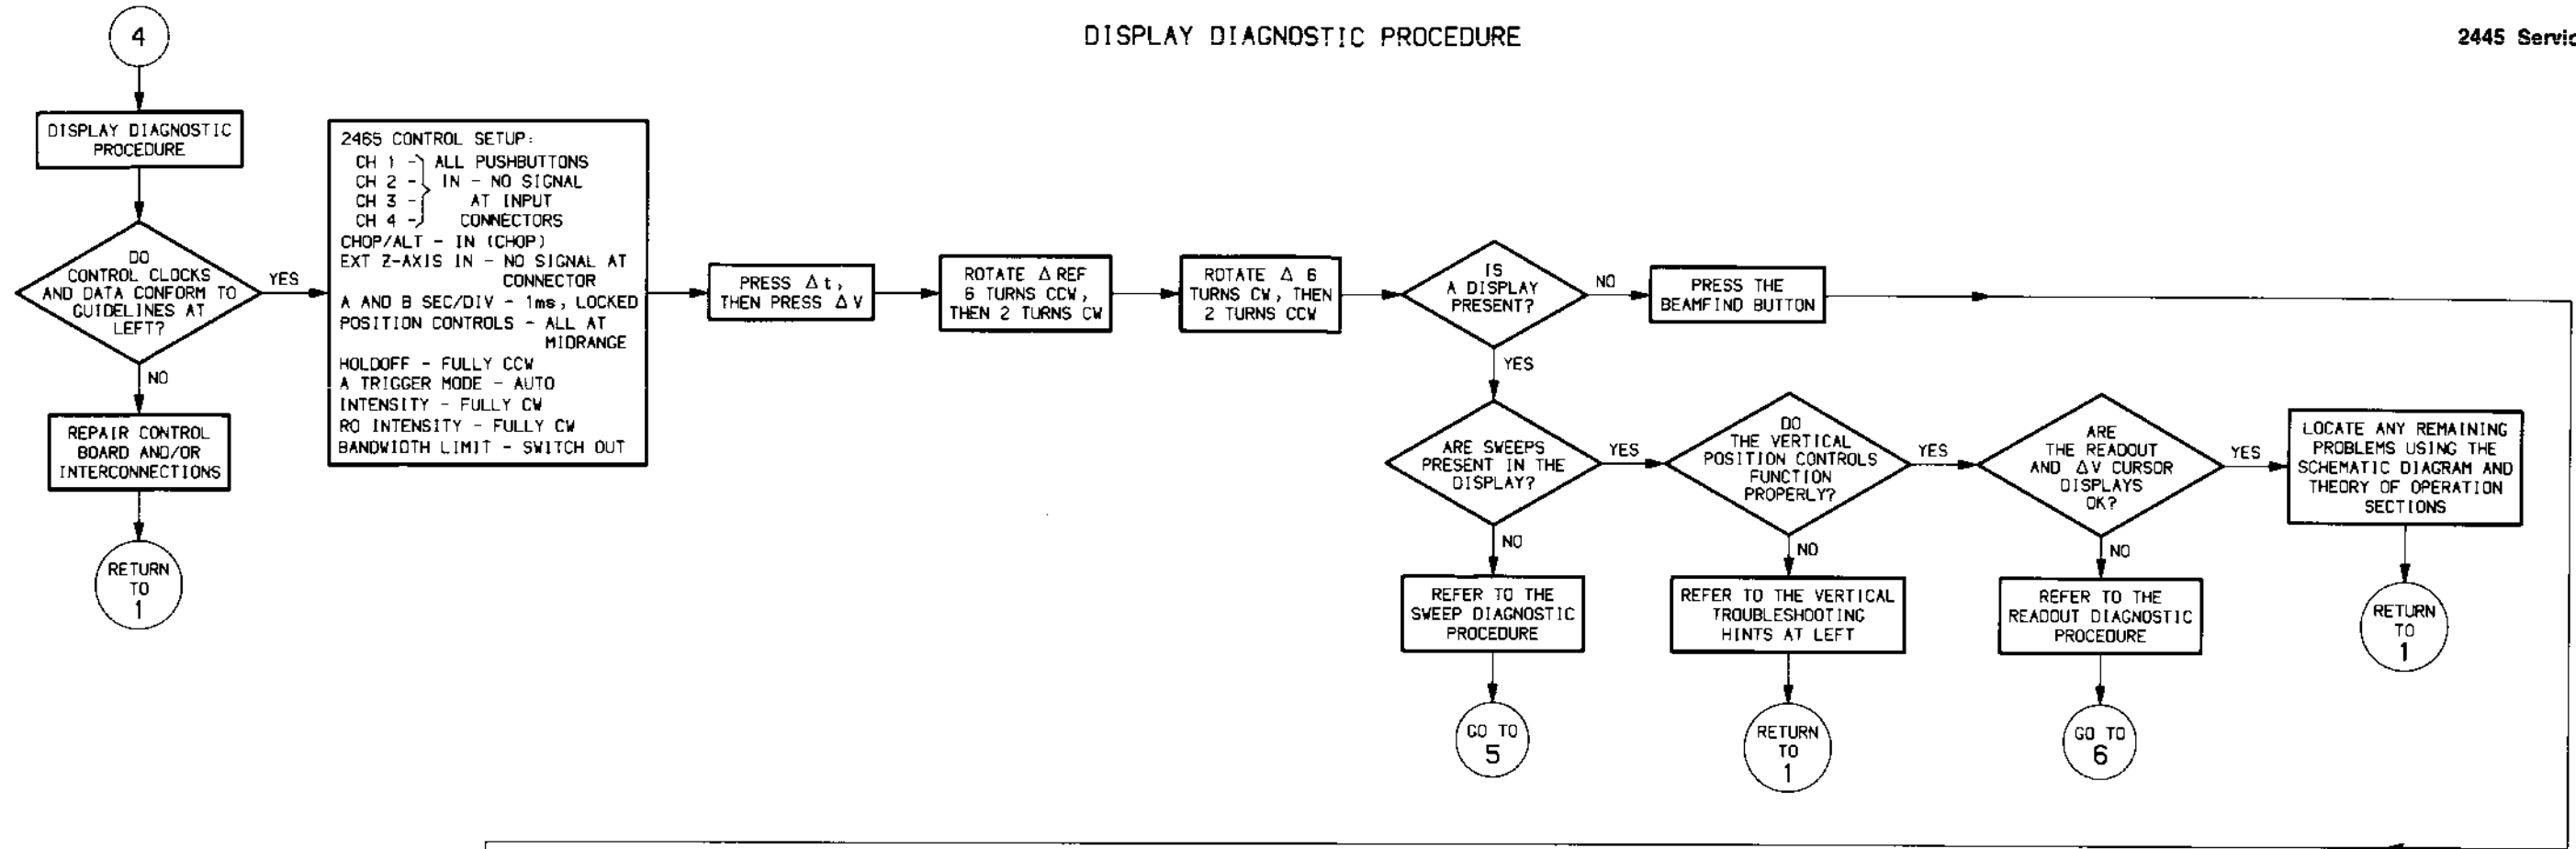 4
DISPLAY DIAGNOSTIC PROCEDURE
2445 Servic
DISPLAY DIAGNOSTIC
PROCEDURE
DO
CONTROL CLOCKS
AND DATA CONFORM TO
GUIDELINES AT
LEFT?
YES
NO
REPAIR CONTROL
BOARD AND/OR
INTERCONNECTIONS
RETURN
TO
1
2465 CONTROL SETUP:
CH 1 - ALL PUSHBUTTONS
CH 2 - IN - NO SIGNAL
CH 3 - AT INPUT
CH 4 - CONNECTORS
CHOP/ALT - IN (CHOP)
EXT Z-AXIS IN - NO SIGNAL AT
CONNECTOR
A AND B SEC/DIV - 1ms, LOCKED
POSITION CONTROLS - ALL AT
MIDRANGE
HOLDOFF - FULLY CCW
A TRIGGER MODE - AUTO
INTENSITY - FULLY CW
RO INTENSITY - FULLY CW
BANDWIDTH LIMIT - SWITCH OUT
PRESS Δt,
THEN PRESS ΔV
ROTATE Δ REF
6 TURNS CCW,
THEN 2 TURNS CW
ROTATE Δ 6
TURNS CW, THEN
2 TURNS CCW
IS
A DISPLAY
PRESENT?
NO
PRESS THE
BEAMFIND BUTTON
YES
ARE SWEEPS
PRESENT IN THE
DISPLAY?
YES
NO
REFER TO THE
SWEEP DIAGNOSTIC
PROCEDURE
GO TO
5
DO
THE VERTICAL
POSITION CONTROLS
FUNCTION
PROPERLY?
YES
NO
REFER TO THE VERTICAL
TROUBLESHOOTING
HINTS AT LEFT
RETURN
TO
1
ARE
THE READOUT
AND ΔV CURSOR
DISPLAYS
OK?
YES
NO
REFER TO THE
READOUT DIAGNOSTIC
PROCEDURE
GO TO
6
LOCATE ANY REMAINING
PROBLEMS USING THE
SCHEMATIC DIAGRAM AND
THEORY OF OPERATION
SECTIONS
RETURN
TO
1